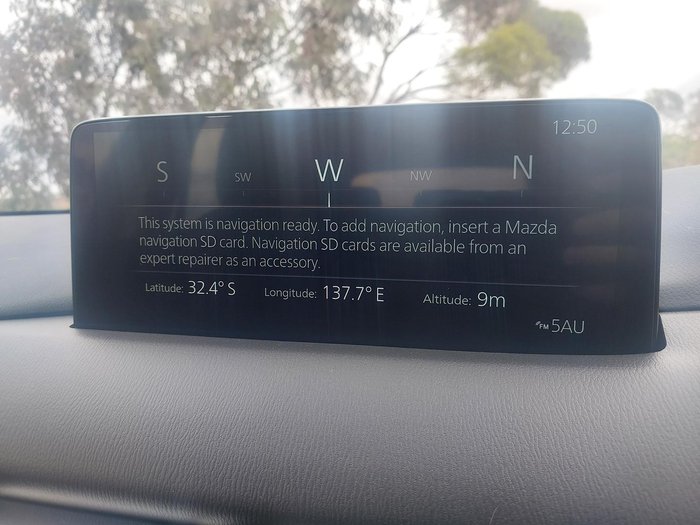 12:50
S SW W NW N
This system is navigation ready. To add navigation, insert a Mazda
navigation SD card. Navigation SD cards are available from an
expert repairer as an accessory.
Latitude: 32.4° S Longitude: 137.7° E Altitude: 9m
FM 5AU